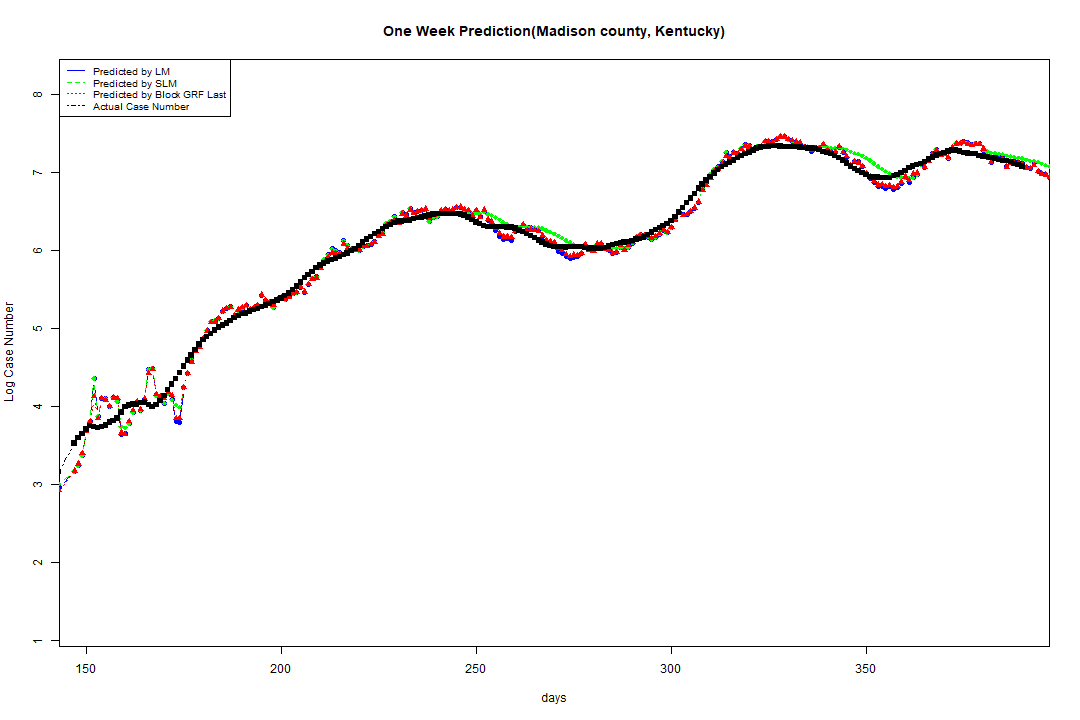 One Week Prediction(Madison county, Kentucky)
Predicted by LM
Predicted by SLM
Predicted by Block GRF Last
Actual Case Number
8
7
6
5
4
3
2
1
Log Case Number
150 200 250 300 350
days